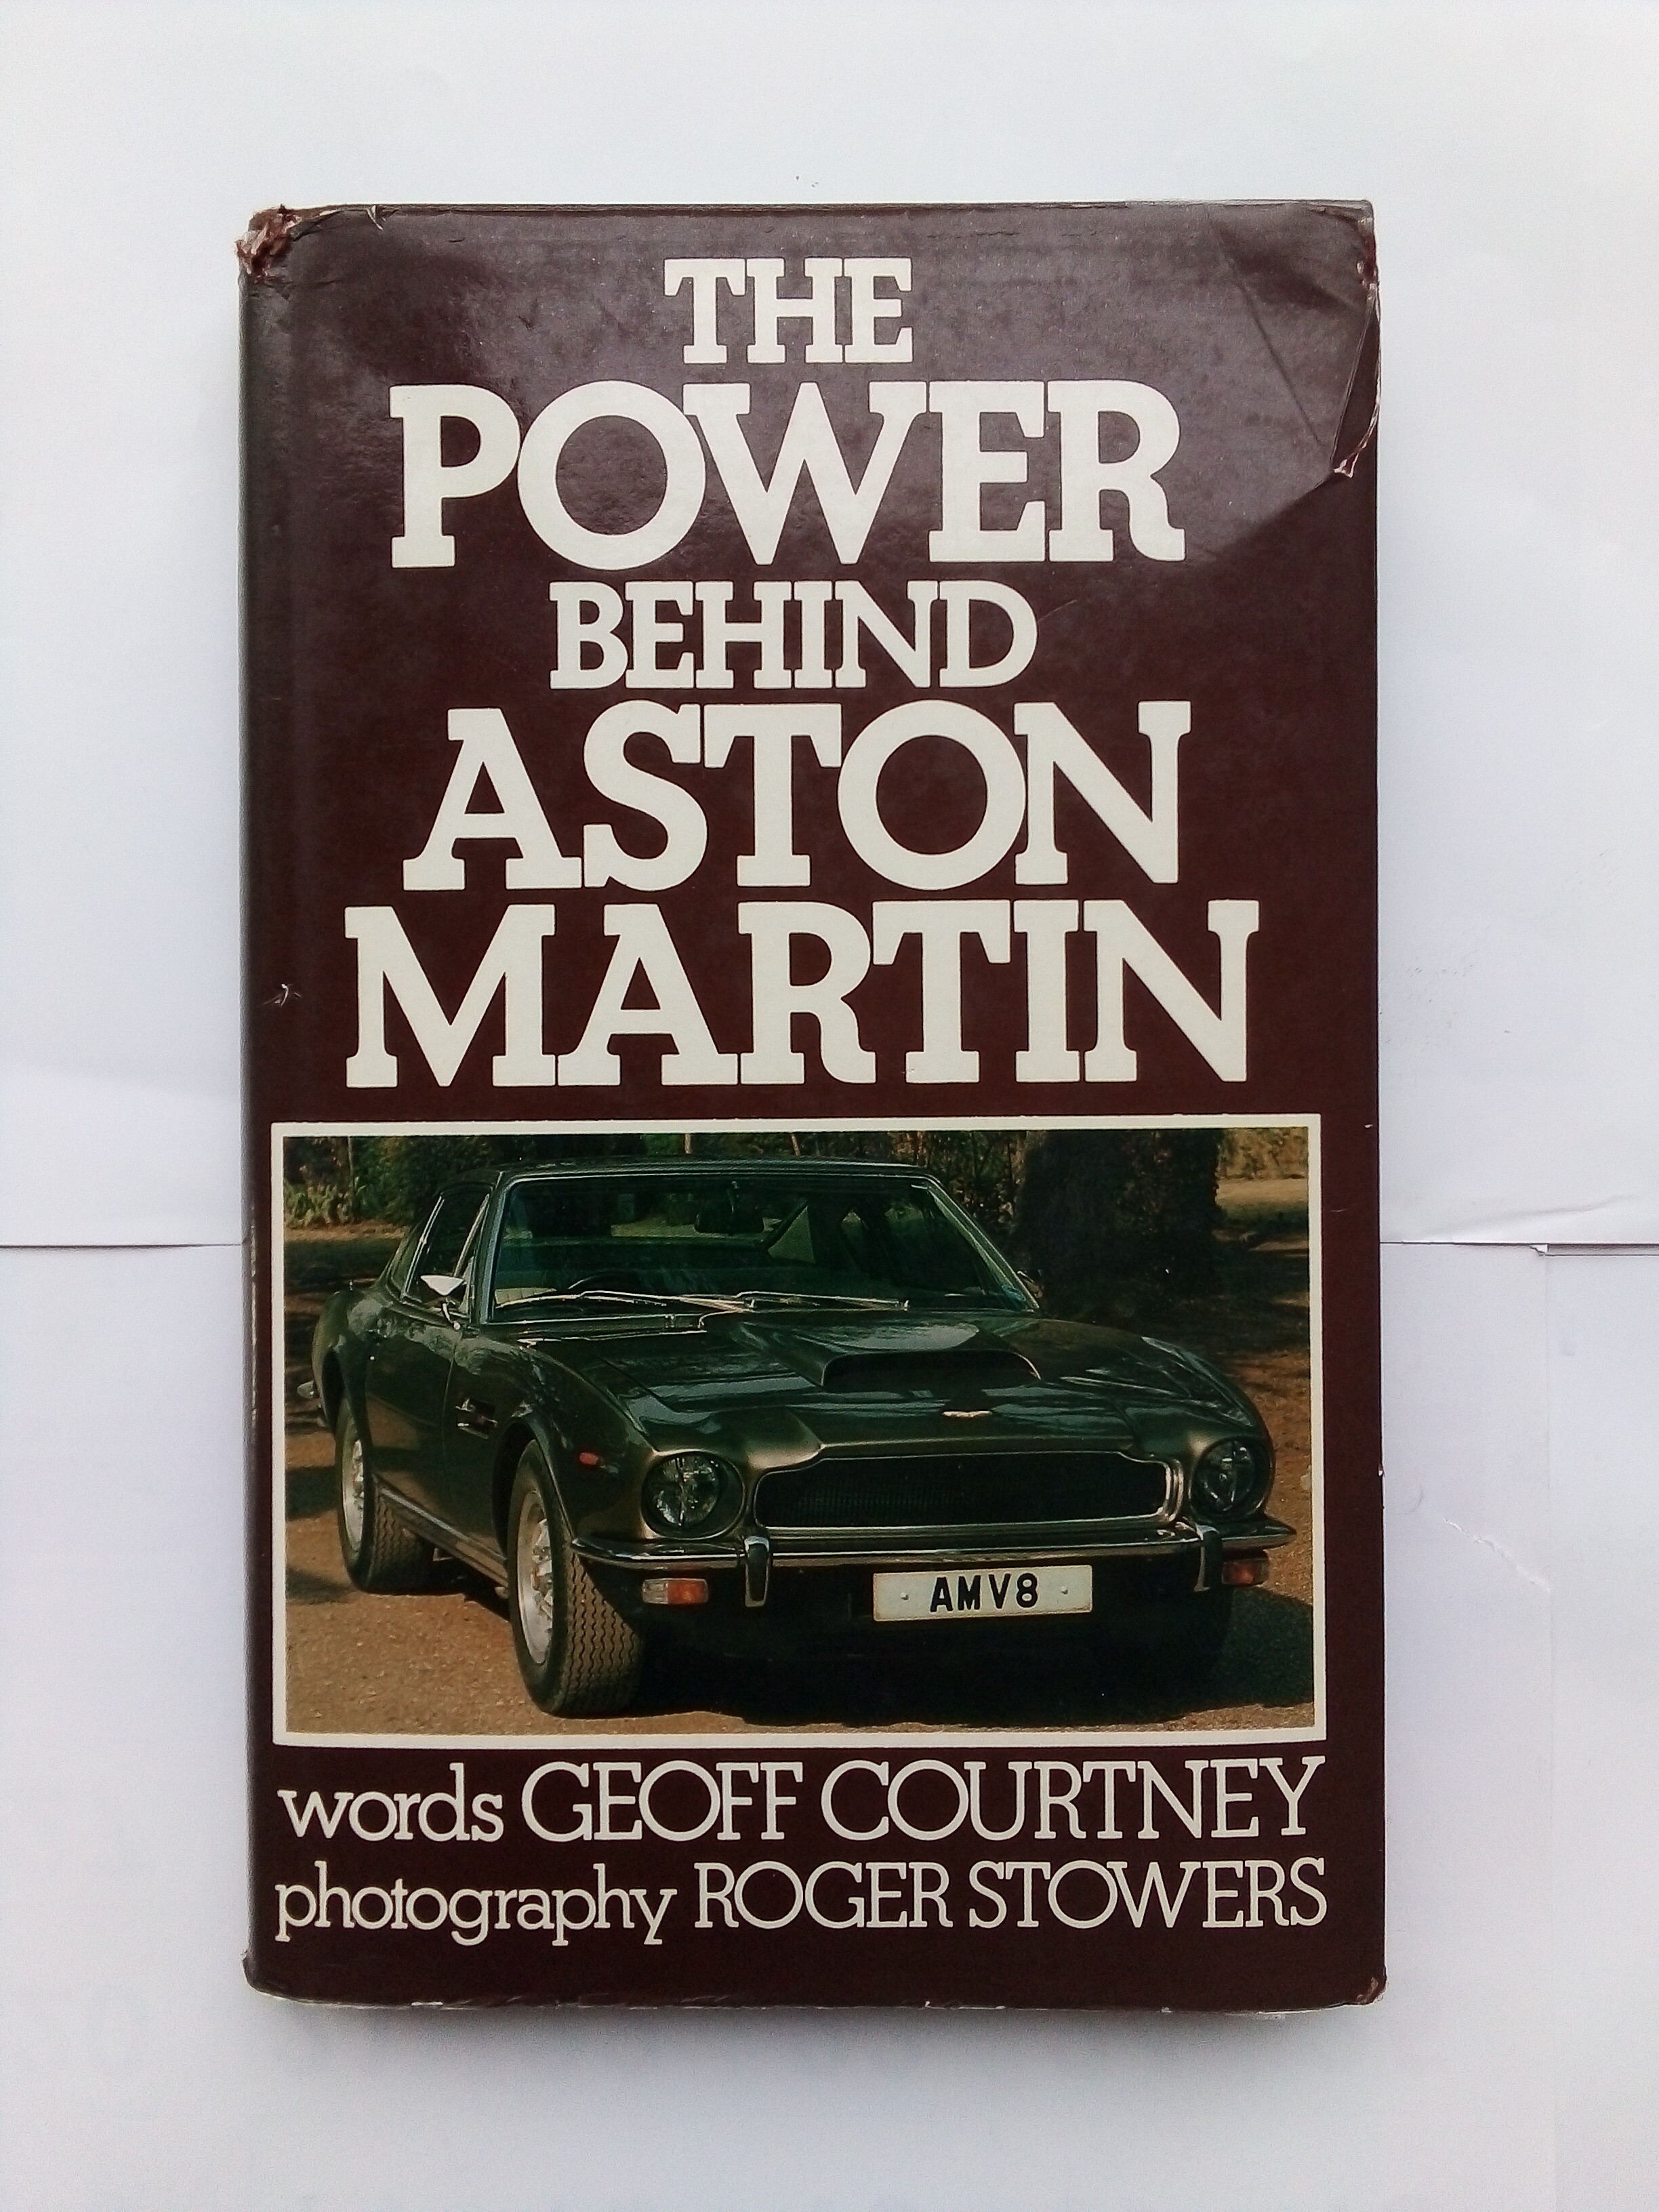 THE
POWER
BEHIND
ASTON
MARTIN
AMV8
words GEOFF COURTNEY
photography ROGER STOWERS